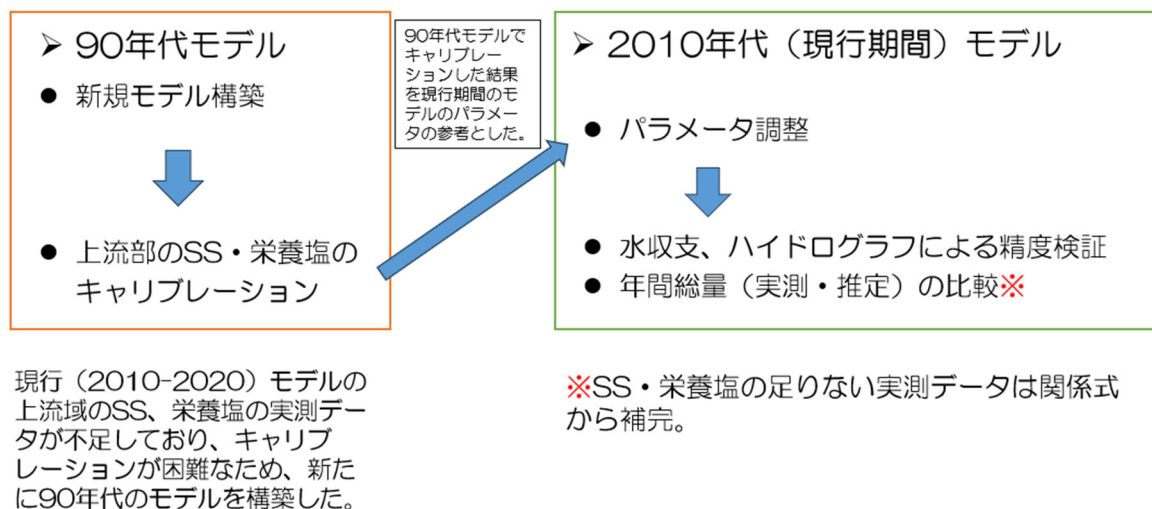 ➢ 90年代モデル
● 新規モデル構築
● 上流部のSS・栄養塩の
キャリブレーション
90年代モデルで
キャリブレー
ションした結果
を現行期間のモ
デルのパラメー
タの参考とした。
➢ 2010年代（現行期間）モデル
● パラメータ調整
● 水収支、ハイドログラフによる精度検証
● 年間総量（実測・推定）の比較※
現行（2010-2020）モデルの
上流域のSS、栄養塩の実測デー
タが不足しており、キャリブ
レーションが困難なため、新た
に90年代のモデルを構築した。
※SS・栄養塩の足りない実測データは関係式
から補完。